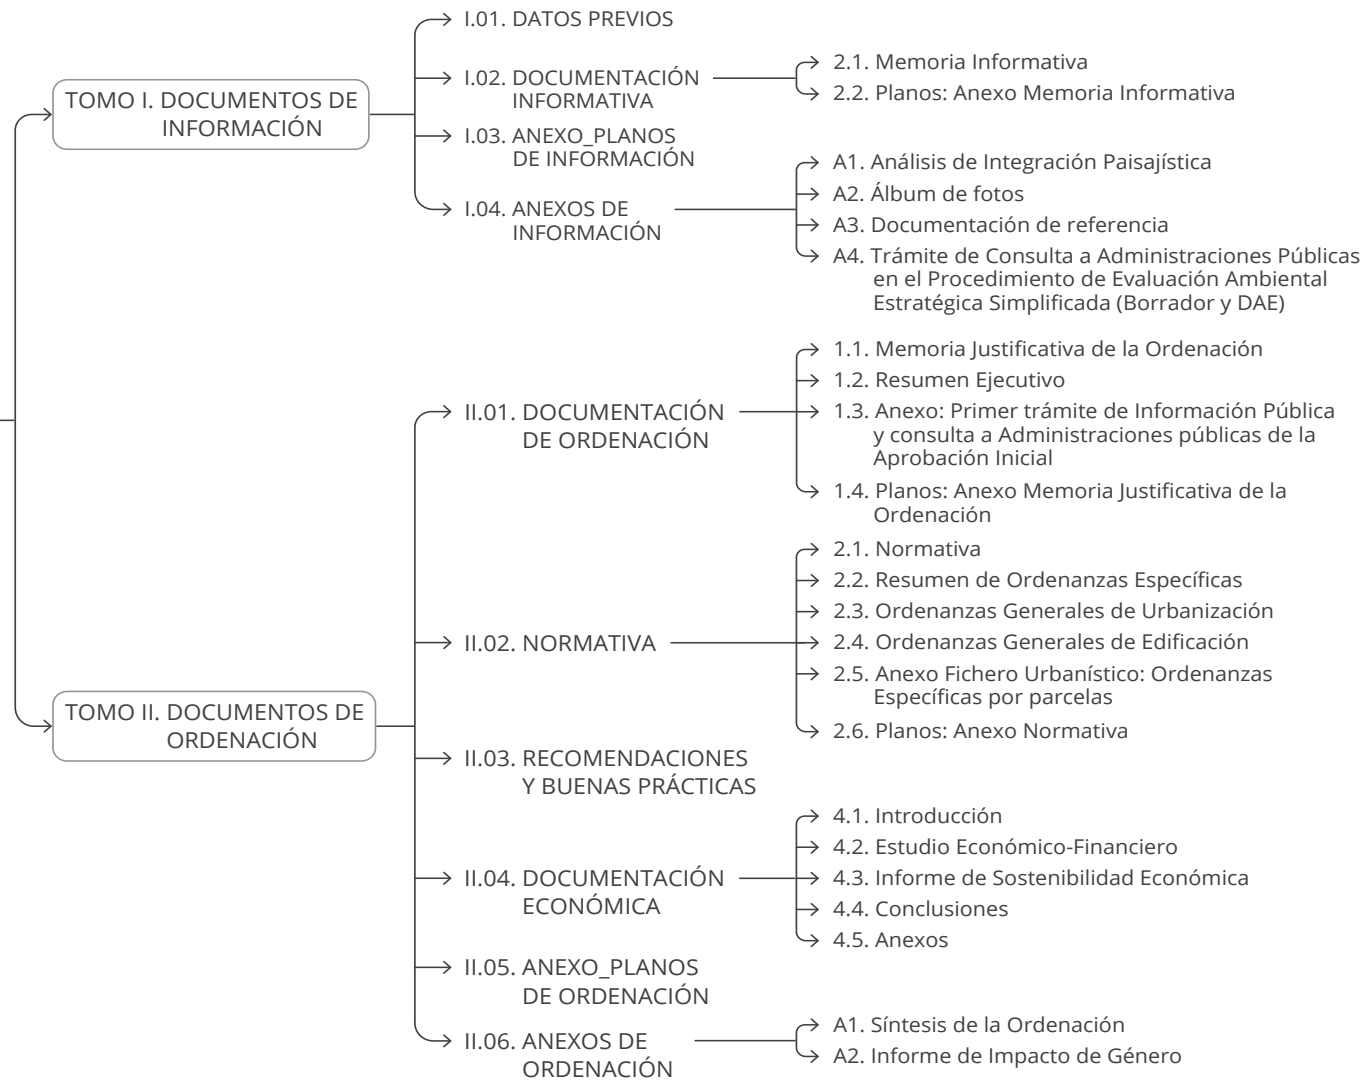 TOMO I. DOCUMENTOS DE
INFORMACIÓN
I.01. DATOS PREVIOS
I.02. DOCUMENTACIÓN
INFORMATIVA
2.1. Memoria Informativa
2.2. Planos: Anexo Memoria Informativa
I.03. ANEXO_PLANOS
DE INFORMACIÓN
I.04. ANEXOS DE
INFORMACIÓN
A1. Análisis de Integración Paisajística
A2. Álbum de fotos
A3. Documentación de referencia
A4. Trámite de Consulta a Administraciones Públicas
en el Procedimiento de Evaluación Ambiental
Estratégica Simplificada (Borrador y DAE)
TOMO II. DOCUMENTOS DE
ORDENACIÓN
II.01. DOCUMENTACIÓN
DE ORDENACIÓN
1.1. Memoria Justificativa de la Ordenación
1.2. Resumen Ejecutivo
1.3. Anexo: Primer trámite de Información Pública
y consulta a Administraciones públicas de la
Aprobación Inicial
1.4. Planos: Anexo Memoria Justificativa de la
Ordenación
II.02. NORMATIVA
2.1. Normativa
2.2. Resumen de Ordenanzas Específicas
2.3. Ordenanzas Generales de Urbanización
2.4. Ordenanzas Generales de Edificación
2.5. Anexo Fichero Urbanístico: Ordenanzas
Específicas por parcelas
2.6. Planos: Anexo Normativa
II.03. RECOMENDACIONES
Y BUENAS PRÁCTICAS
II.04. DOCUMENTACIÓN
ECONÓMICA
4.1. Introducción
4.2. Estudio Económico-Financiero
4.3. Informe de Sostenibilidad Económica
4.4. Conclusiones
4.5. Anexos
II.05. ANEXO_PLANOS
DE ORDENACIÓN
II.06. ANEXOS DE
ORDENACIÓN
A1. Síntesis de la Ordenación
A2. Informe de Impacto de Género